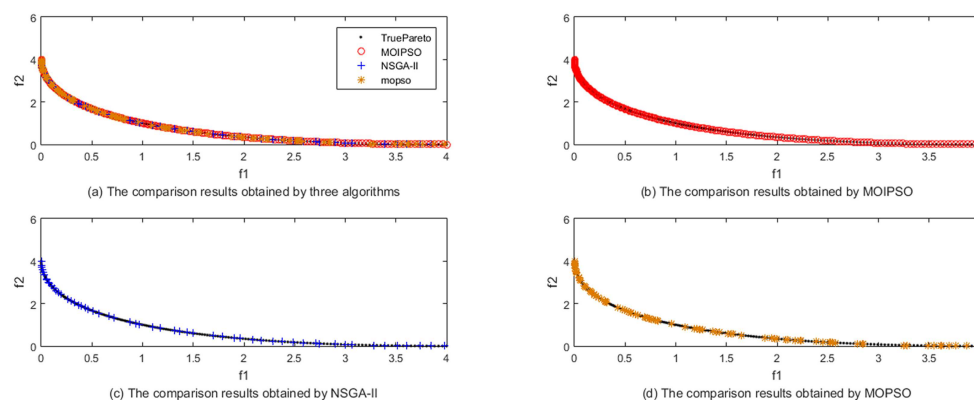 6
4
2
0
f2
0 0.5 1 1.5 2 2.5 3 3.5 4
f1
TruePareto
MOIPSO
NSGA-II
mopso
(a) The comparison results obtained by three algorithms
6
4
2
0
f2
0 0.5 1 1.5 2 2.5 3 3.5
f1
(b) The comparison results obtained by MOIPSO
6
4
2
0
f2
0 0.5 1 1.5 2 2.5 3 3.5 4
f1
(c) The comparison results obtained by NSGA-II
6
4
2
0
f2
0 0.5 1 1.5 2 2.5 3 3.5
f1
(d) The comparison results obtained by MOPSO